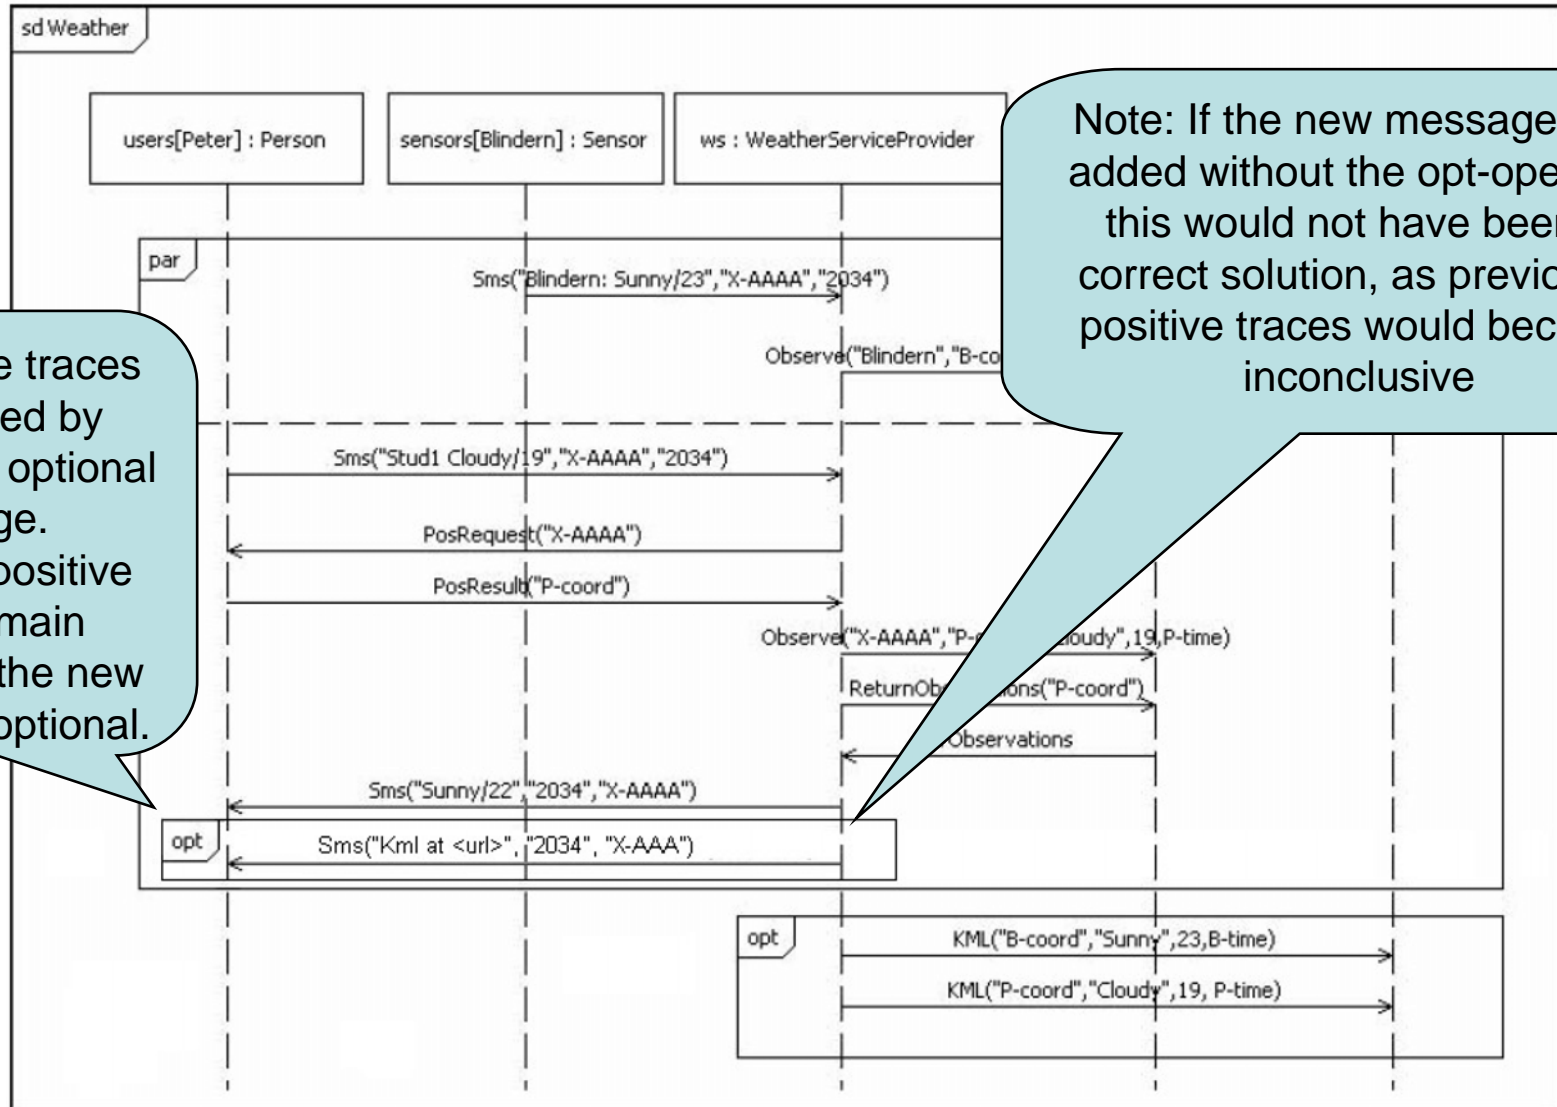 sd Weather
users[Peter] : Person
sensors[Blindern] : Sensor
ws : WeatherServiceProvider
Note: If the new message
added without the opt-ope
this would not have bee
correct solution, as previo
positive traces would bec
inconclusive
par
Sms("Blindern: Sunny/23","X-AAAA","2034")
Observe("Blindern","B-co
e traces
ed by
optional
ge.
positive
main
the new
optional.
Sms("Stud1 Cloudy/19","X-AAAA","2034")
PosRequest("X-AAAA")
PosResult("P-coord")
Observe("X-AAAA","P- loudy",19,P-time)
ReturnOb ons("P-coord")
Observations
Sms("Sunny/22","2034","X-AAAA")
opt
Sms("Kml at <url>", "2034", "X-AAA")
opt
KML("B-coord","Sunny",23,B-time)
KML("P-coord","Cloudy",19, P-time)